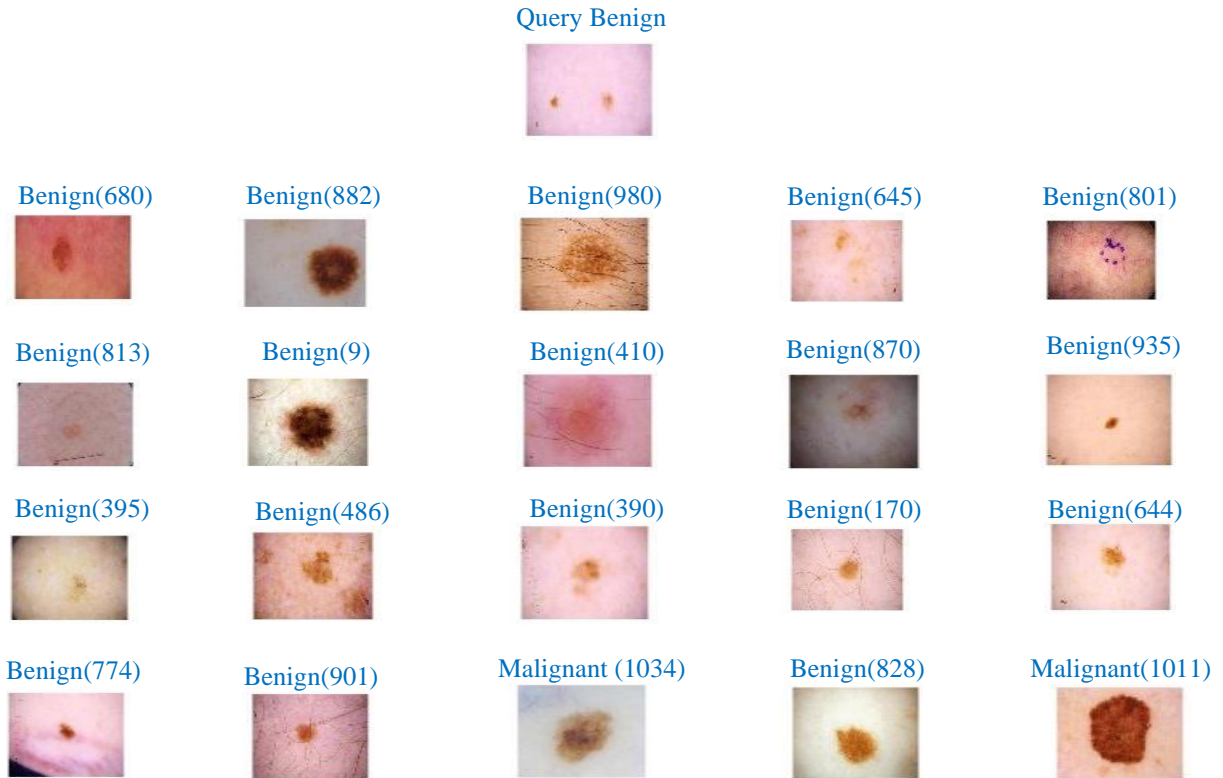 Query Benign
Benign(680) Benign(882) Benign(980) Benign(645) Benign(801)
Benign(813) Benign(9) Benign(410) Benign(870) Benign(935)
Benign(395) Benign(486) Benign(390) Benign(170) Benign(644)
Benign(774) Benign(901) Malignant (1034) Benign(828) Malignant(1011)